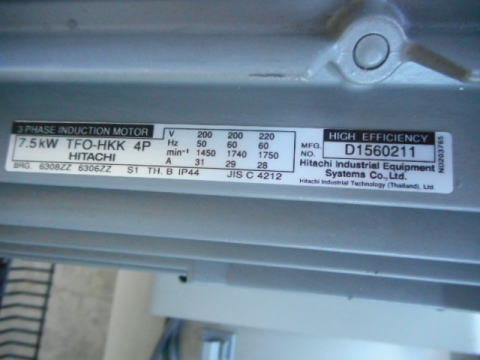 3 PHASE INDUCTION MOTOR
7.5kW TFO-HKK 4P
HITACHI
V 200 200 220
Hz 50 60 60
min⁻¹ 1450 1740 1750
A 31 29 28
BRG. 6308ZZ 6306ZZ S1 TH. B IP44 JIS C 4212
HIGH EFFICIENCY
MFG. NO. D1560211
Hitachi Industrial Equipment
Systems Co., Ltd.
Hitachi Industrial Technology (Thailand), Ltd.
N0203765